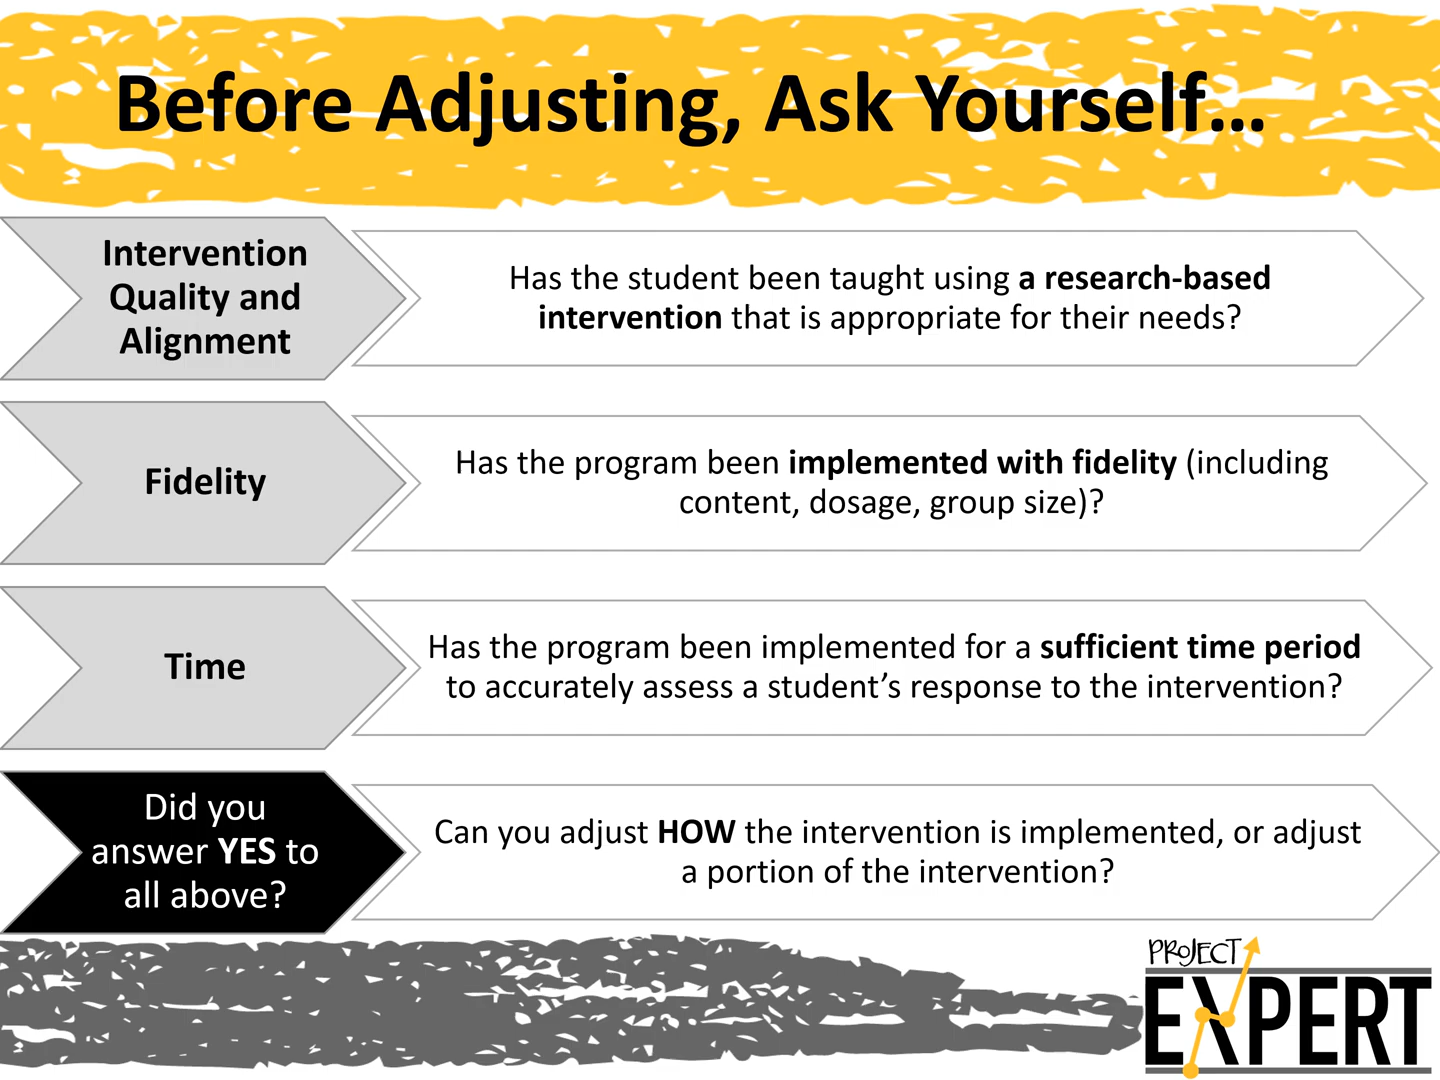 Before Adjusting, Ask Yourself...
Intervention
Quality and
Alignment
Has the student been taught using a research-based
intervention that is appropriate for their needs?
Fidelity
Has the program been implemented with fidelity (including
content, dosage, group size)?
Time
Has the program been implemented for a sufficient time period
to accurately assess a student’s response to the intervention?
Did you
answer YES to
all above?
Can you adjust HOW the intervention is implemented, or adjust
a portion of the intervention?
PROJECT
EXPERT